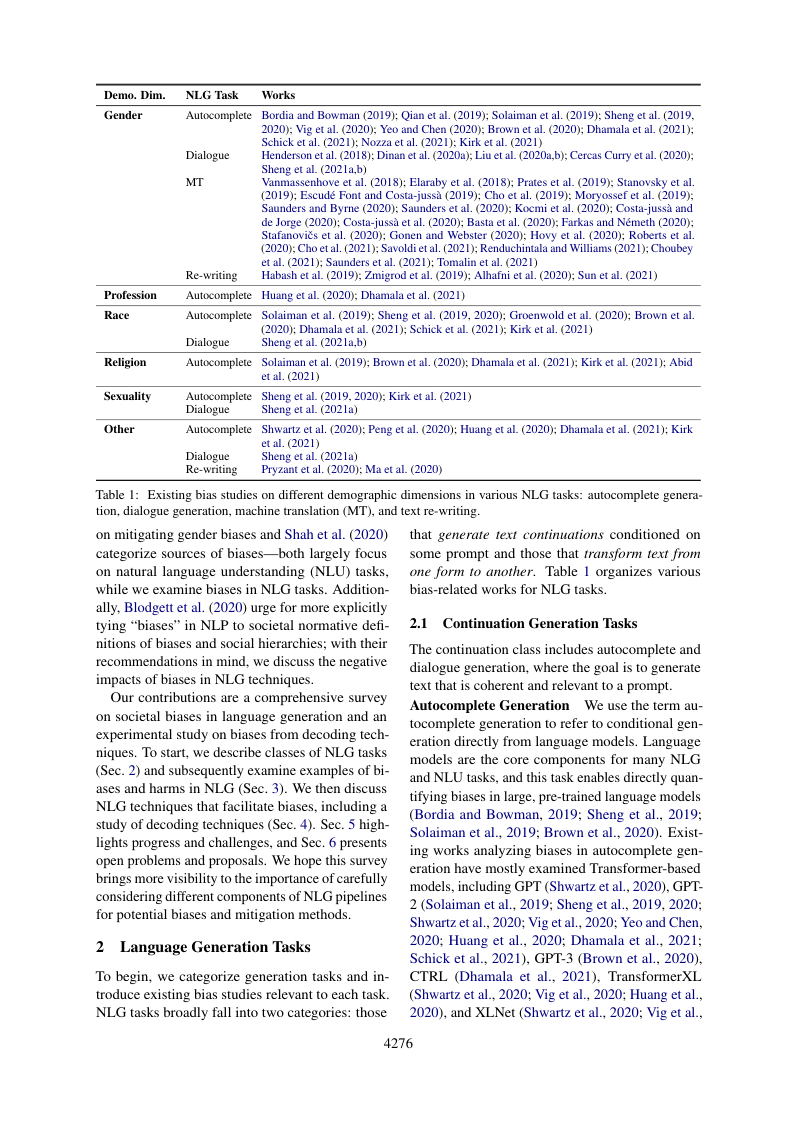 Demo. Dim. NLG Task Works
Gender Autocomplete Bordia and Bowman (2019); Qian et al. (2019); Solaiman et al. (2019); Sheng et al. (2019,
2020); Vig et al. (2020); Yeo and Chen (2020); Brown et al. (2020); Dhamala et al. (2021);
Schick et al. (2021); Nozza et al. (2021); Kirk et al. (2021)
Dialogue Henderson et al. (2018); Dinan et al. (2020a); Liu et al. (2020a,b); Cercas Curry et al. (2020);
Sheng et al. (2021a,b)
MT Vanmassenhove et al. (2018); Elaraby et al. (2018); Prates et al. (2019); Stanovsky et al.
(2019); Escudé Font and Costa-jussà (2019); Cho et al. (2019); Moryossef et al. (2019);
Saunders and Byrne (2020); Saunders et al. (2020); Kocmi et al. (2020); Costa-jussà and
de Jorge (2020); Costa-jussà et al. (2020); Basta et al. (2020); Farkas and Németh (2020);
Stafanovičs et al. (2020); Gonen and Webster (2020); Hovy et al. (2020); Roberts et al.
(2020); Cho et al. (2021); Savoldi et al. (2021); Renduchintala and Williams (2021); Choubey
et al. (2021); Saunders et al. (2021); Tomalin et al. (2021)
Re-writing Habash et al. (2019); Zmigrod et al. (2019); Alhafni et al. (2020); Sun et al. (2021)
Profession Autocomplete Huang et al. (2020); Dhamala et al. (2021)
Race Autocomplete Solaiman et al. (2019); Sheng et al. (2019, 2020); Groenwold et al. (2020); Brown et al.
(2020); Dhamala et al. (2021); Schick et al. (2021); Kirk et al. (2021)
Dialogue Sheng et al. (2021a,b)
Religion Autocomplete Solaiman et al. (2019); Brown et al. (2020); Dhamala et al. (2021); Kirk et al. (2021); Abid
et al. (2021)
Sexuality Autocomplete Sheng et al. (2019, 2020); Kirk et al. (2021)
Dialogue Sheng et al. (2021a)
Other Autocomplete Shwartz et al. (2020); Peng et al. (2020); Huang et al. (2020); Dhamala et al. (2021); Kirk
et al. (2021)
Dialogue Sheng et al. (2021a)
Re-writing Pryzant et al. (2020); Ma et al. (2020)
Table 1: Existing bias studies on different demographic dimensions in various NLG tasks: autocomplete genera-
tion, dialogue generation, machine translation (MT), and text re-writing.
on mitigating gender biases and Shah et al. (2020)
categorize sources of biases—both largely focus
on natural language understanding (NLU) tasks,
while we examine biases in NLG tasks. Addition-
ally, Blodgett et al. (2020) urge for more explicitly
tying “biases” in NLP to societal normative defi-
nitions of biases and social hierarchies; with their
recommendations in mind, we discuss the negative
impacts of biases in NLG techniques.
Our contributions are a comprehensive survey
on societal biases in language generation and an
experimental study on biases from decoding tech-
niques. To start, we describe classes of NLG tasks
(Sec. 2) and subsequently examine examples of bi-
ases and harms in NLG (Sec. 3). We then discuss
NLG techniques that facilitate biases, including a
study of decoding techniques (Sec. 4). Sec. 5 high-
lights progress and challenges, and Sec. 6 presents
open problems and proposals. We hope this survey
brings more visibility to the importance of carefully
considering different components of NLG pipelines
for potential biases and mitigation methods.
2 Language Generation Tasks
To begin, we categorize generation tasks and in-
troduce existing bias studies relevant to each task.
NLG tasks broadly fall into two categories: those
that generate text continuations conditioned on
some prompt and those that transform text from
one form to another. Table 1 organizes various
bias-related works for NLG tasks.
2.1 Continuation Generation Tasks
The continuation class includes autocomplete and
dialogue generation, where the goal is to generate
text that is coherent and relevant to a prompt.
Autocomplete Generation We use the term au-
tocomplete generation to refer to conditional gen-
eration directly from language models. Language
models are the core components for many NLG
and NLU tasks, and this task enables directly quan-
tifying biases in large, pre-trained language models
(Bordia and Bowman, 2019; Sheng et al., 2019;
Solaiman et al., 2019; Brown et al., 2020). Exist-
ing works analyzing biases in autocomplete gen-
eration have mostly examined Transformer-based
models, including GPT (Shwartz et al., 2020), GPT-
2 (Solaiman et al., 2019; Sheng et al., 2019, 2020;
Shwartz et al., 2020; Vig et al., 2020; Yeo and Chen,
2020; Huang et al., 2020; Dhamala et al., 2021;
Schick et al., 2021), GPT-3 (Brown et al., 2020),
CTRL (Dhamala et al., 2021), TransformerXL
(Shwartz et al., 2020; Vig et al., 2020; Huang et al.,
2020), and XLNet (Shwartz et al., 2020; Vig et al.,
4276